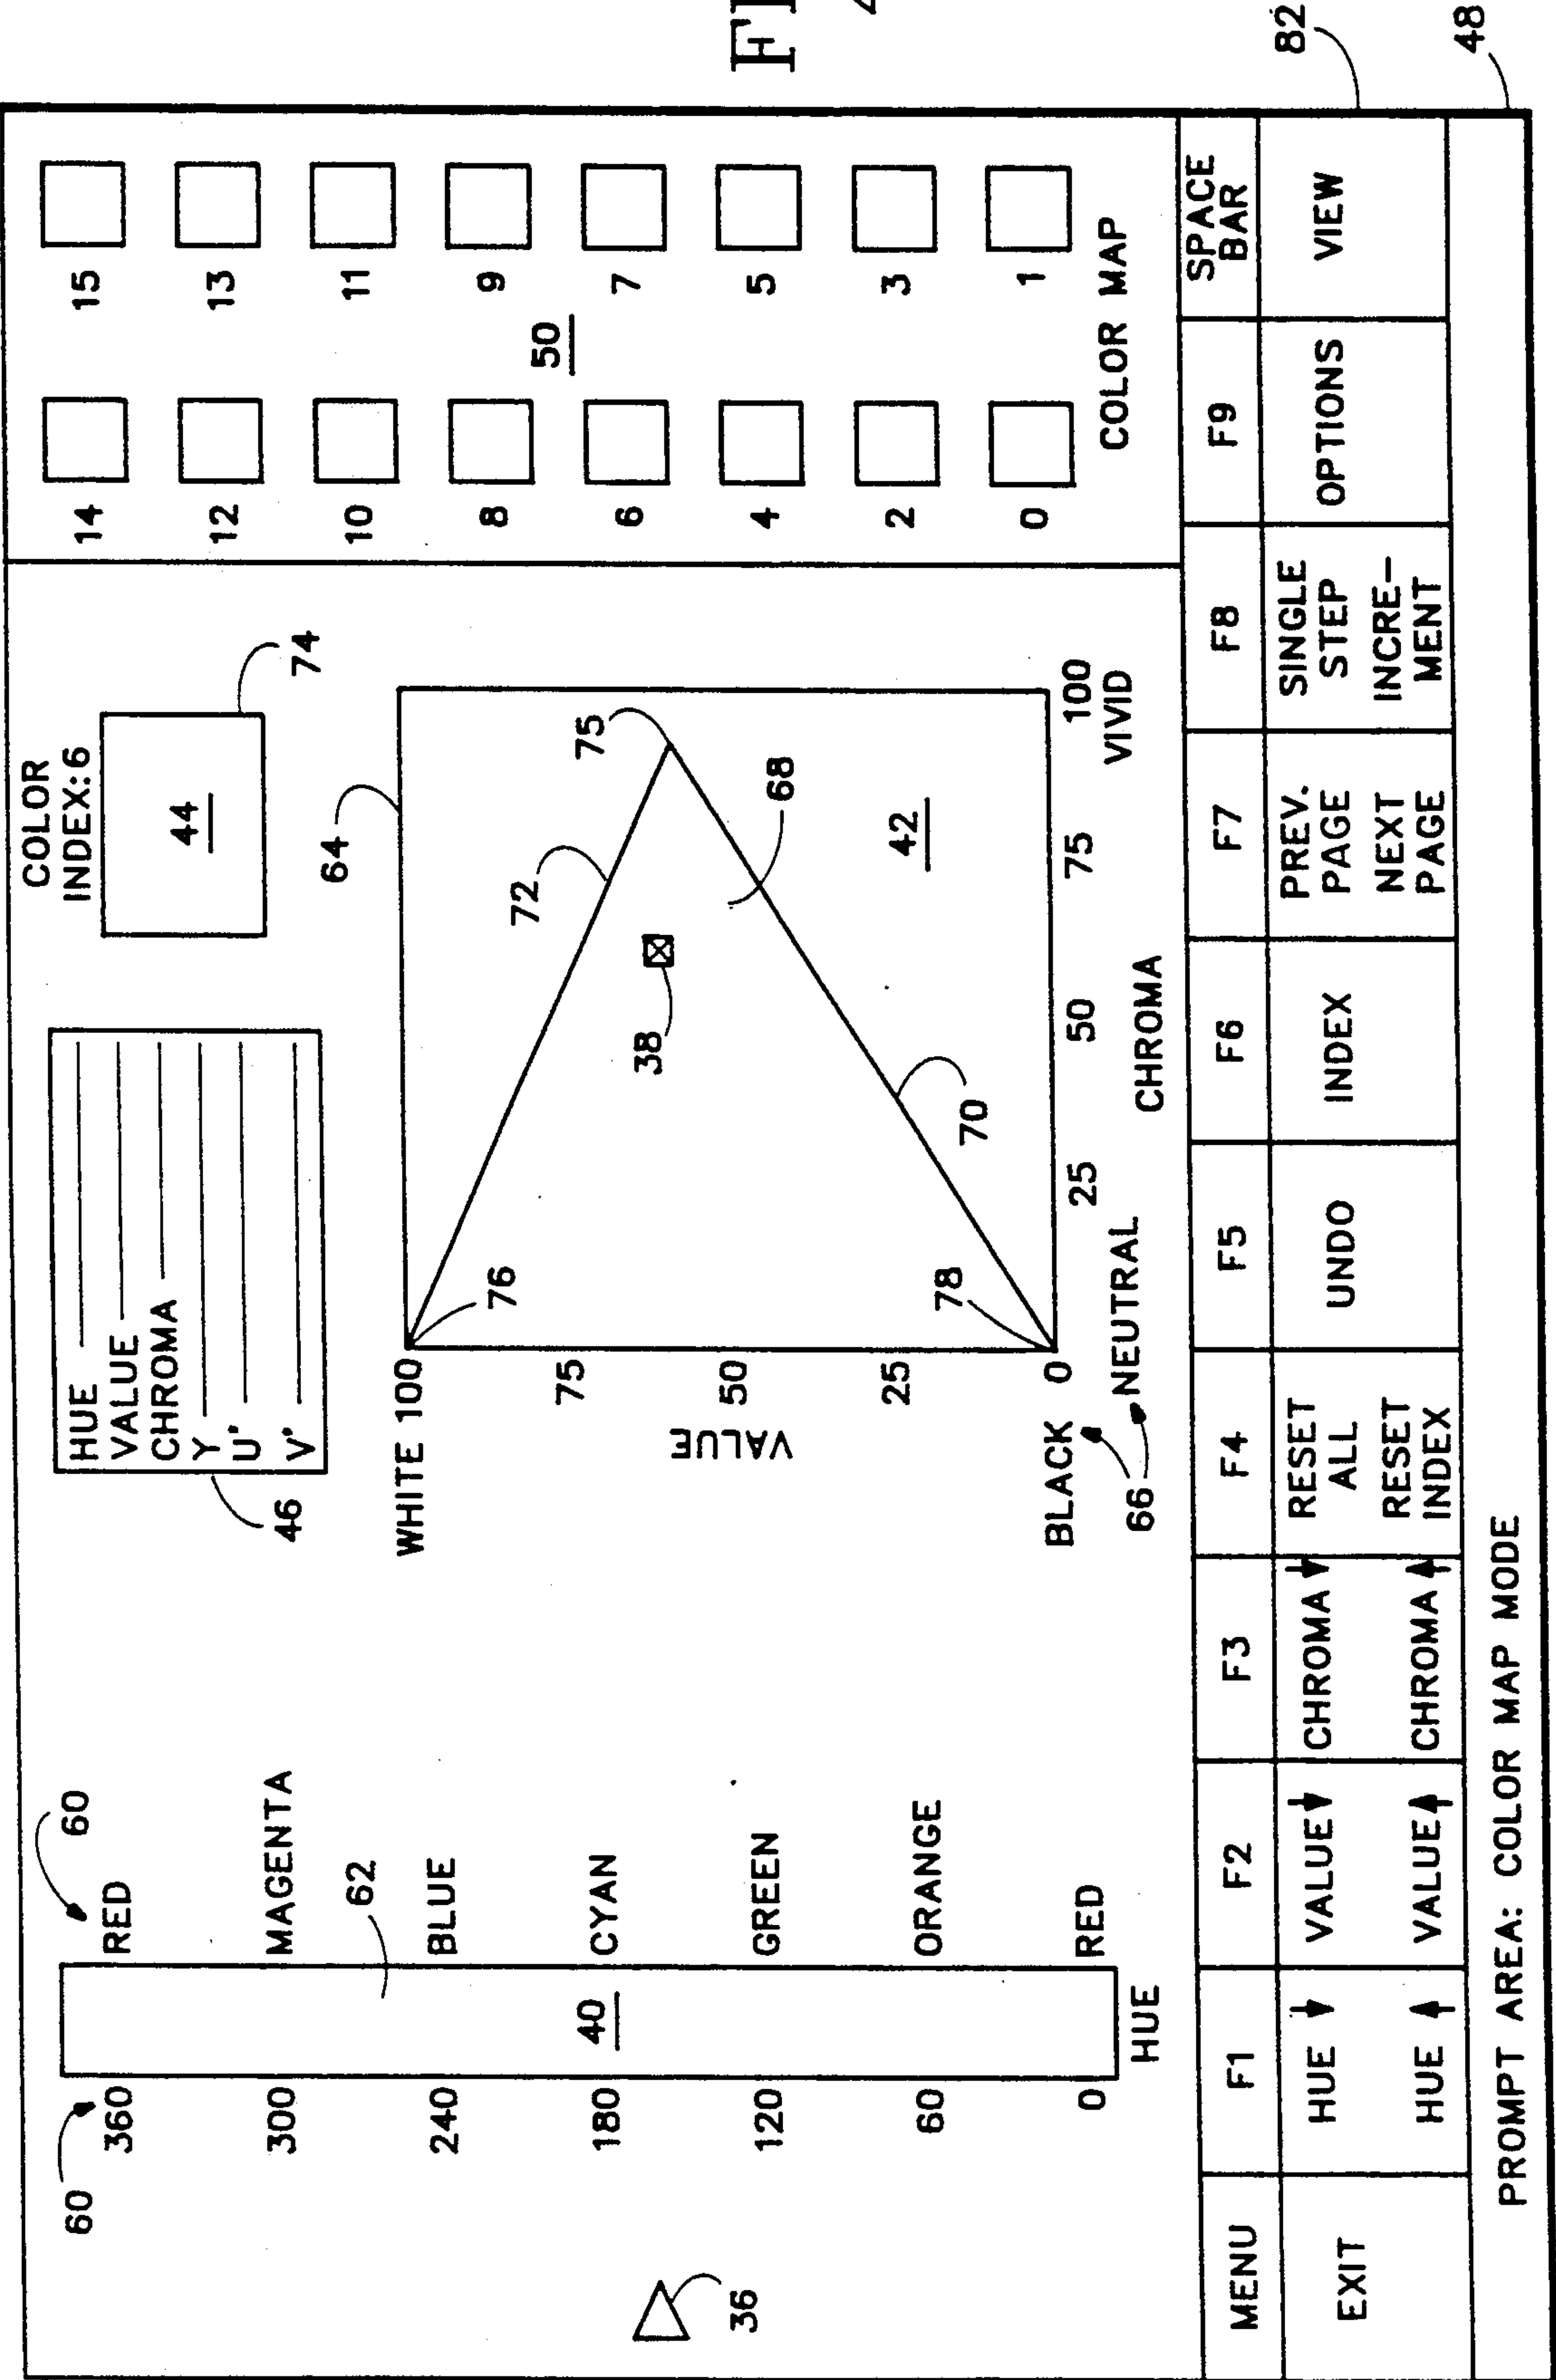 60
60
360
RED
300
MAGENTA
62
240
BLUE
40
180
CYAN
120
GREEN
60
ORANGE
0
RED
HUE
36
HUE
VALUE
CHROMA
Y
U'
V'
46
COLOR
INDEX:6
44
74
64
WHITE 100
75
50
25
0
BLACK
VALUE
66
NEUTRAL
25
50
75
100
VIVID
CHROMA
76
78
72
75
68
38
70
42
14
15
12
13
10
11
8
9
50
6
7
4
5
2
3
0
1
COLOR MAP
MENU
F1
F2
F3
F4
F5
F6
F7
F8
F9
SPACE
BAR
EXIT
HUE
HUE
VALUE
VALUE
CHROMA
CHROMA
RESET
ALL
RESET
INDEX
UNDO
INDEX
PREV.
PAGE
NEXT
PAGE
SINGLE
STEP
INCRE-
MENT
OPTIONS
VIEW
82
PROMPT AREA: COLOR MAP MODE
48